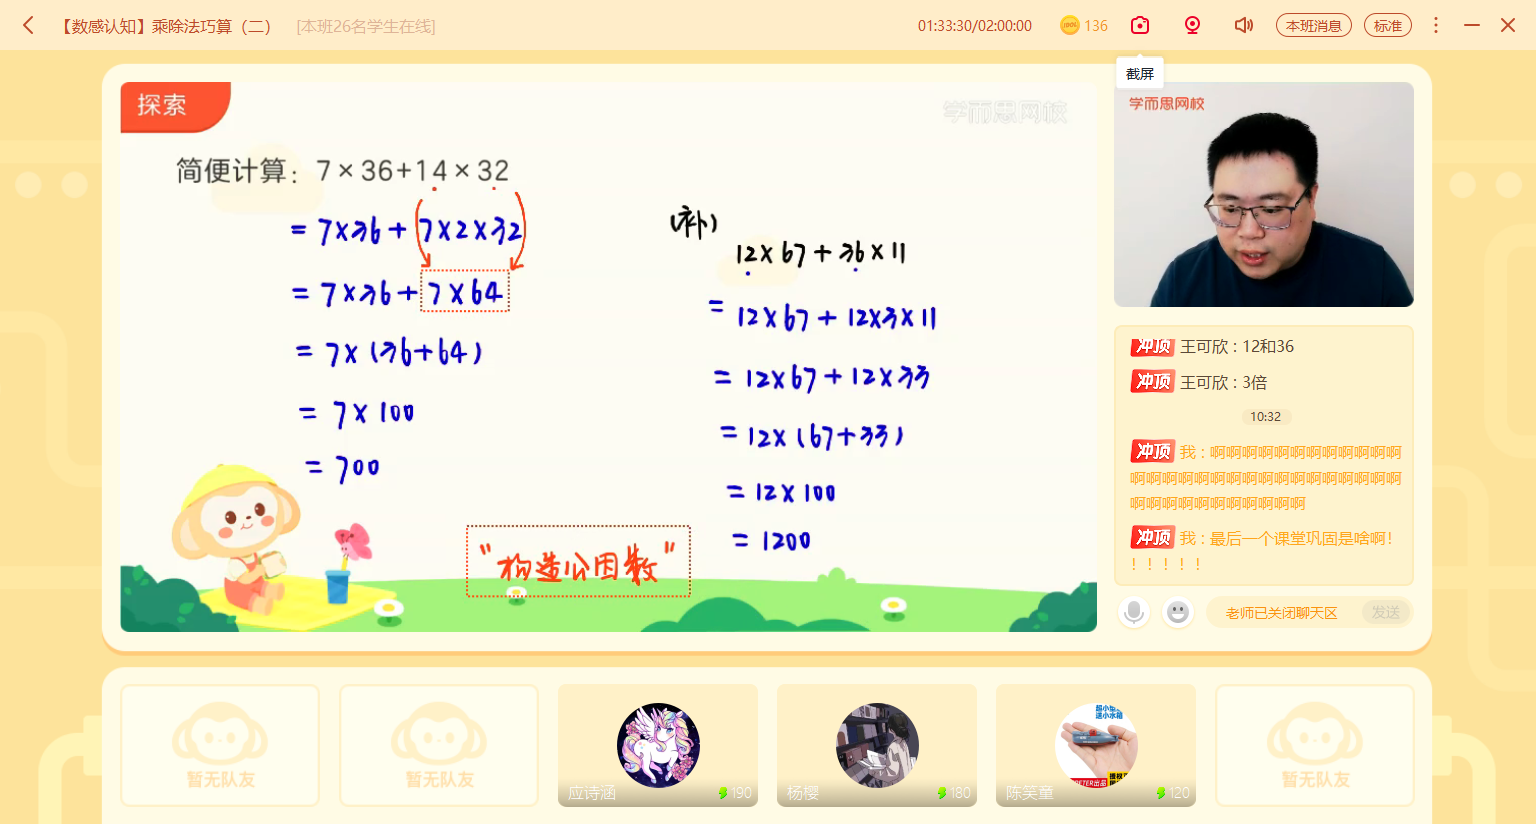 【数感认知】乘除法巧算（二） [本班26名学生在线]
01:33:30/02:00:00 136 本班消息 标准
截屏
探索
学而思网校
简便计算：7×36+14×32
=7×36+7×2×32
=7×36+7×64
=7×(36+64)
=7×100
=700
(补)
12×67+36×11
=12×67+12×3×11
=12×67+12×33
=12×(67+33)
=12×100
=1200
"构造公因数"
学而思网校
冲顶 王可欣：12和36
冲顶 王可欣：3倍
10:32
冲顶 我：啊啊啊啊啊啊啊啊啊啊啊啊
啊啊啊啊啊啊啊啊啊啊啊啊啊啊啊啊啊
啊啊啊啊啊啊啊啊啊啊啊
冲顶 我：最后一个课堂巩固是啥啊！
！！！！！
老师已关闭聊天区 发送
暂无队友
暂无队友
应诗涵 190
杨樱 180
超小型
送小水箱
陈笑童 120
暂无队友